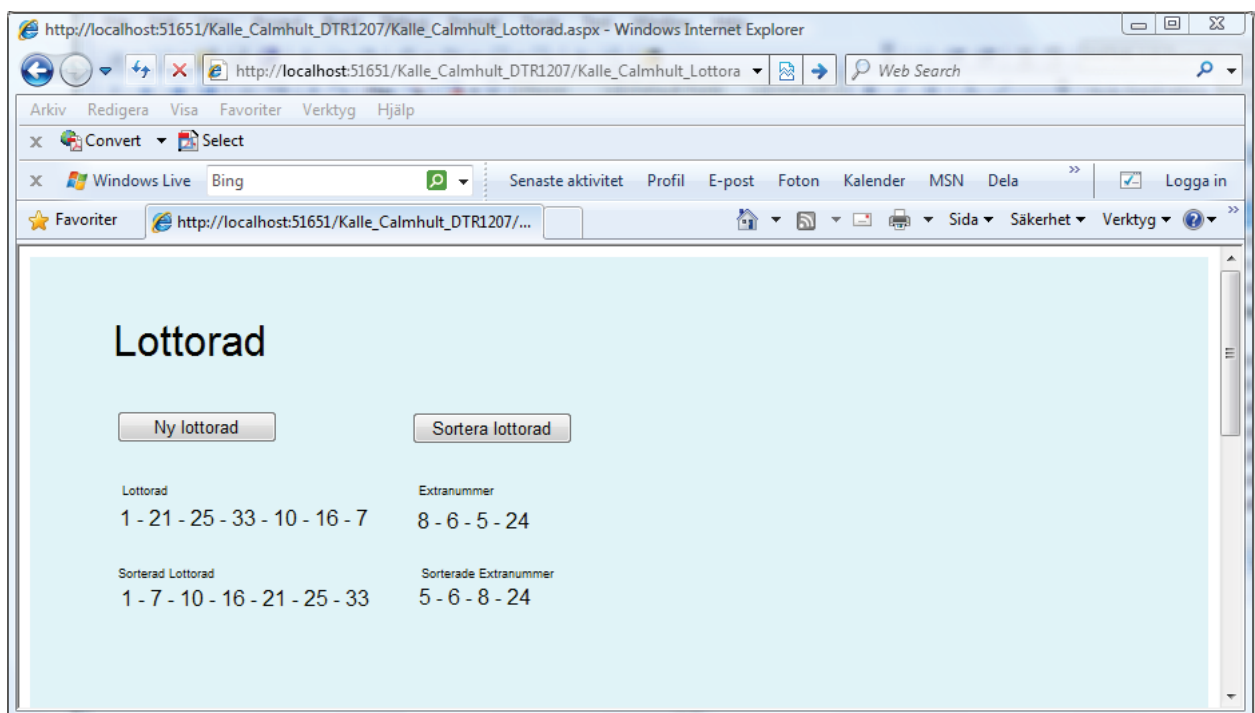 http://localhost:51651/Kalle_Calmhult_DTR1207/Kalle_Calmhult_Lottorad.aspx - Windows Internet Explorer
http://localhost:51651/Kalle_Calmhult_DTR1207/Kalle_Calmhult_Lottora Web Search
Arkiv Redigera Visa Favoriter Verktyg Hjälp
x Convert Select
x Windows Live Bing Senaste aktivitet Profil E-post Foton Kalender MSN Dela » Logga in
Favoriter http://localhost:51651/Kalle_Calmhult_DTR1207/... Sida Säkerhet Verktyg »
Lottorad
Ny lottorad Sortera lottorad
Lottorad Extranummer
1 - 21 - 25 - 33 - 10 - 16 - 7 8 - 6 - 5 - 24
Sorterad Lottorad Sorterade Extranummer
1 - 7 - 10 - 16 - 21 - 25 - 33 5 - 6 - 8 - 24